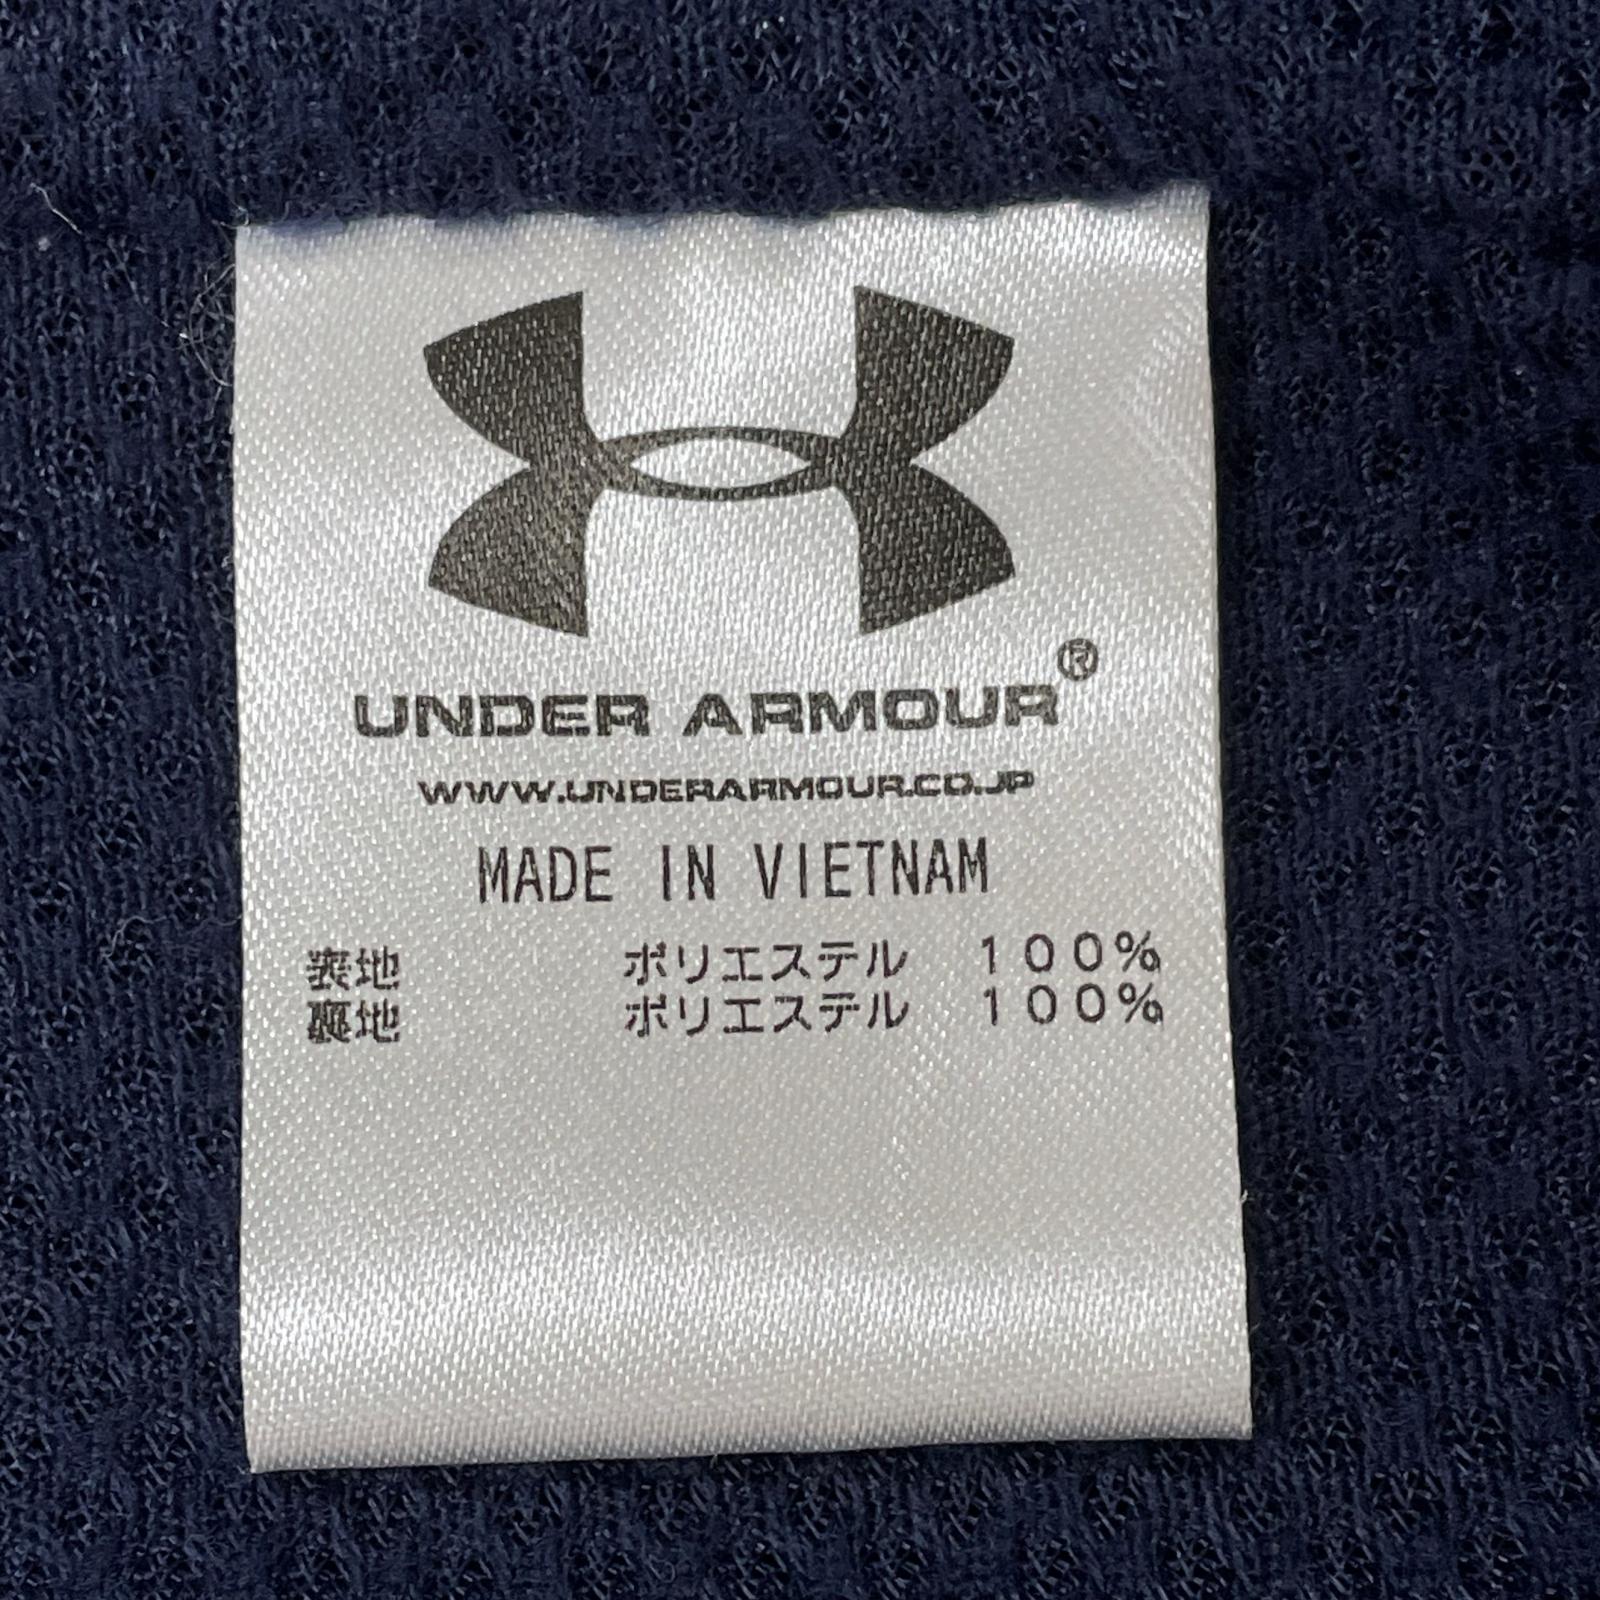 UNDER ARMOUR®
WWW.UNDERARMOUR.CO.JP
MADE IN VIETNAM
表地 ポリエステル 100%
裏地 ポリエステル 100%